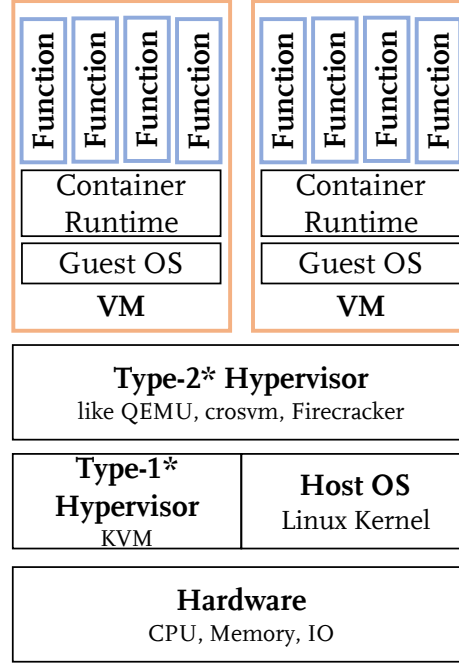 Function
Function
Function
Function
Container
Runtime
Guest OS
VM
Function
Function
Function
Function
Container
Runtime
Guest OS
VM
Type-2* Hypervisor
like QEMU, crosvm, Firecracker
Type-1*
Hypervisor
KVM
Host OS
Linux Kernel
Hardware
CPU, Memory, IO